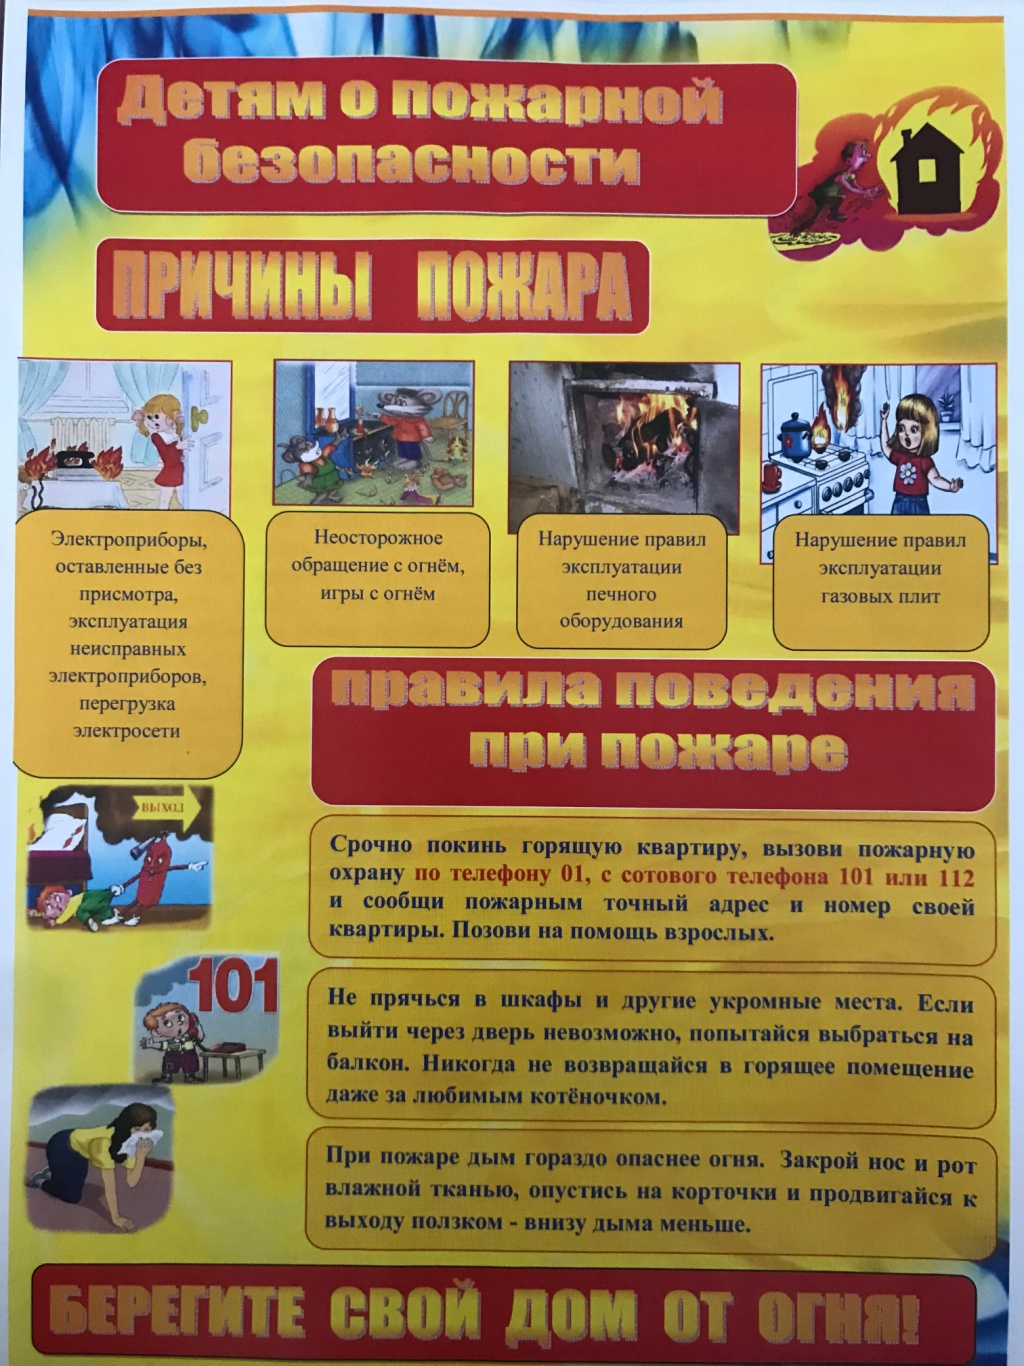 Детям о пожарной
безопасности
ПРИЧИНЫ ПОЖАРА
Электроприборы,
оставленные без
присмотра,
эксплуатация
неисправных
электроприборов,
перегрузка
электросети
Неосторожное
обращение с огнём,
игры с огнём
Нарушение правил
эксплуатации
печного
оборудования
Нарушение правил
эксплуатации
газовых плит
правила поведения
при пожаре
ВЫХОД
Срочно покинь горящую квартиру, вызови пожарную
охрану по телефону 01, с сотового телефона 101 или 112
и сообщи пожарным точный адрес и номер своей
квартиры. Позови на помощь взрослых.
101
Не прячься в шкафы и другие укромные места. Если
выйти через дверь невозможно, попытайся выбраться на
балкон. Никогда не возвращайся в горящее помещение
даже за любимым котёночком.
При пожаре дым гораздо опаснее огня. Закрой нос и рот
влажной тканью, опустись на корточки и продвигайся к
выходу ползком - внизу дыма меньше.
БЕРЕГИТЕ СВОЙ ДОМ ОТ ОГНЯ!